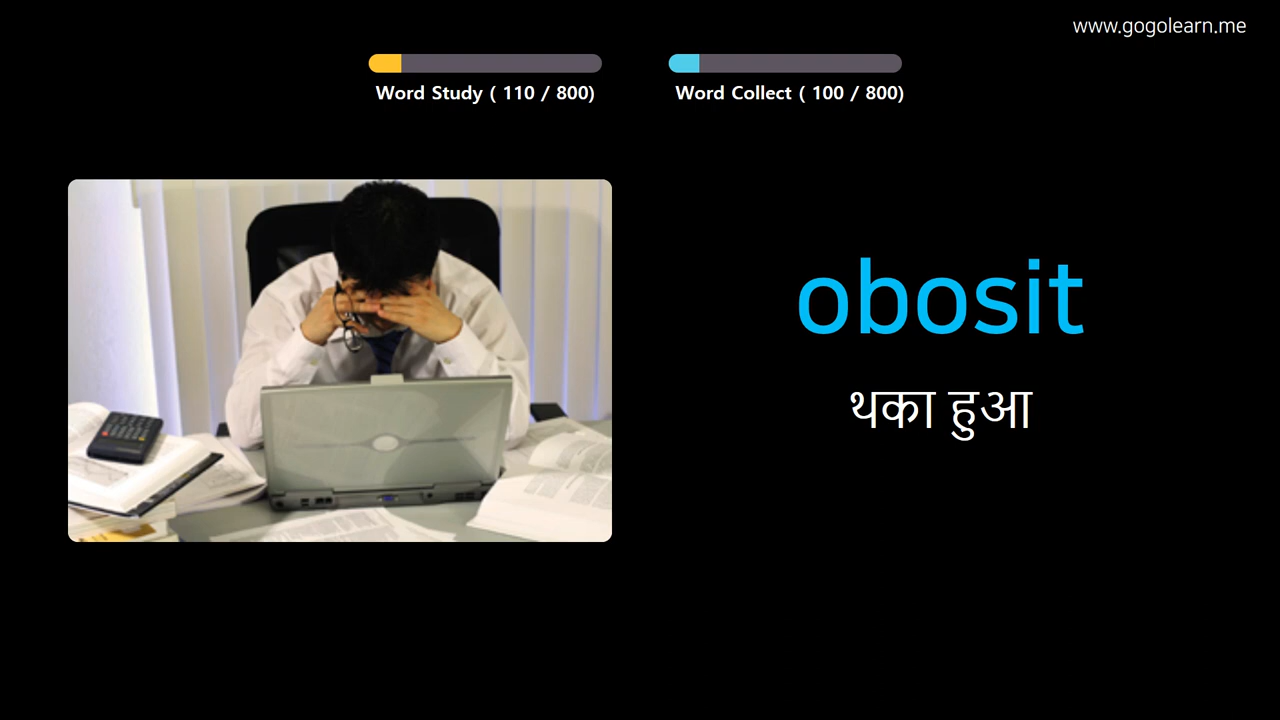 www.gogolearn.me
Word Study ( 110 / 800)
Word Collect ( 100 / 800)
obosit
थका हुआ